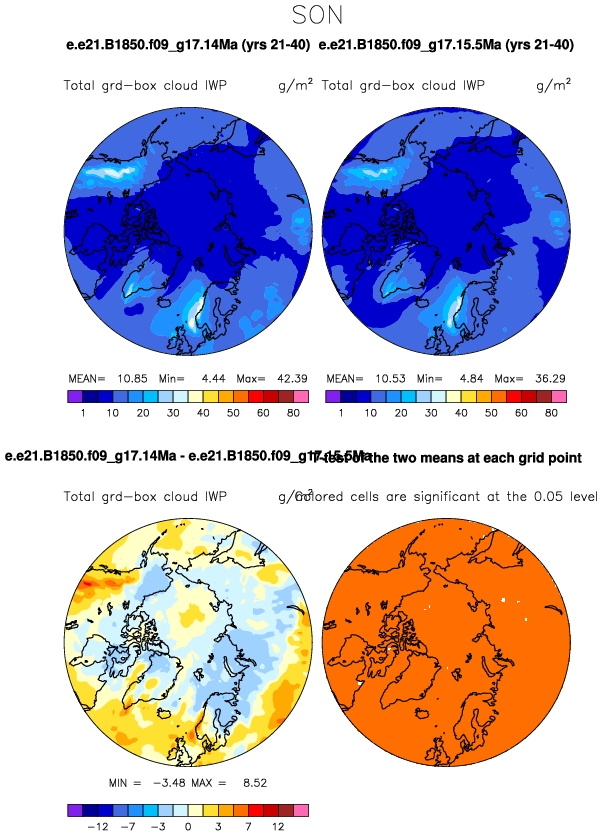 SON
e.e21.B1850.f09_g17.14Ma (yrs 21-40) e.e21.B1850.f09_g17.15.5Ma (yrs 21-40)
Total grd-box cloud IWP g/m² Total grd-box cloud IWP g/m²
MEAN= 10.85 Min= 4.44 Max= 42.39 MEAN= 10.53 Min= 4.84 Max= 36.29
1 10 20 30 40 50 60 80 1 10 20 30 40 50 60 80
e.e21.B1850.f09_g17.14Ma - e.e21.B1850.f09_g17.15.5Ma T-test of the two means at each grid point
Total grd-box cloud IWP g/m² Colored cells are significant at the 0.05 level
MIN = -3.48 MAX = 8.52
-12 -7 -3 0 3 7 12